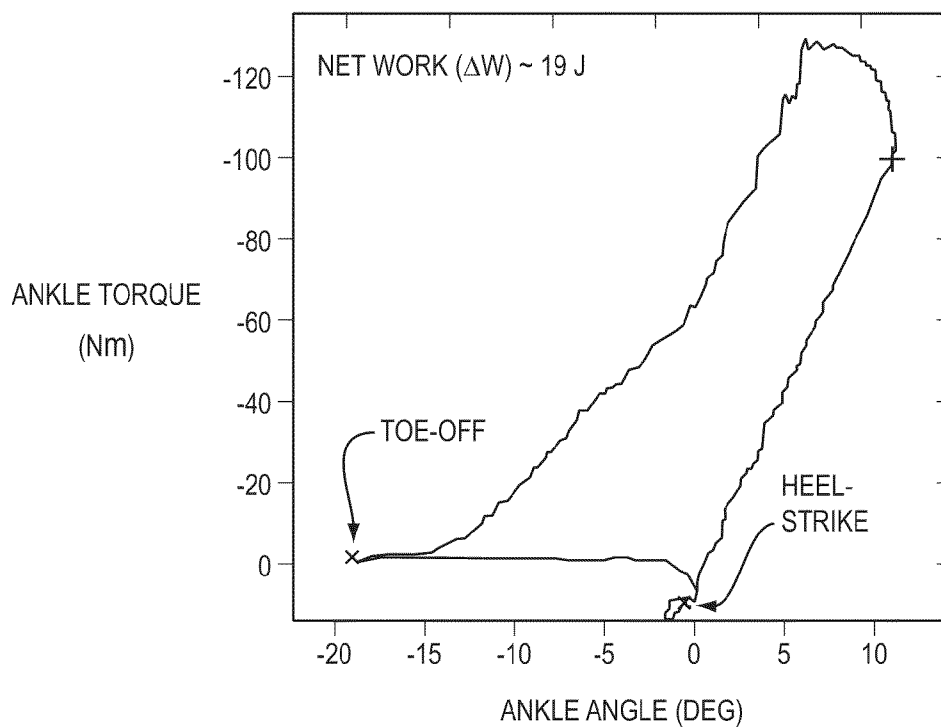 NET WORK (ΔW) ~ 19 J
-120
-100
-80
-60
-40
-20
0
ANKLE TORQUE
(Nm)
TOE-OFF
HEEL-
STRIKE
-20
-15
-10
-5
0
5
10
ANKLE ANGLE (DEG)